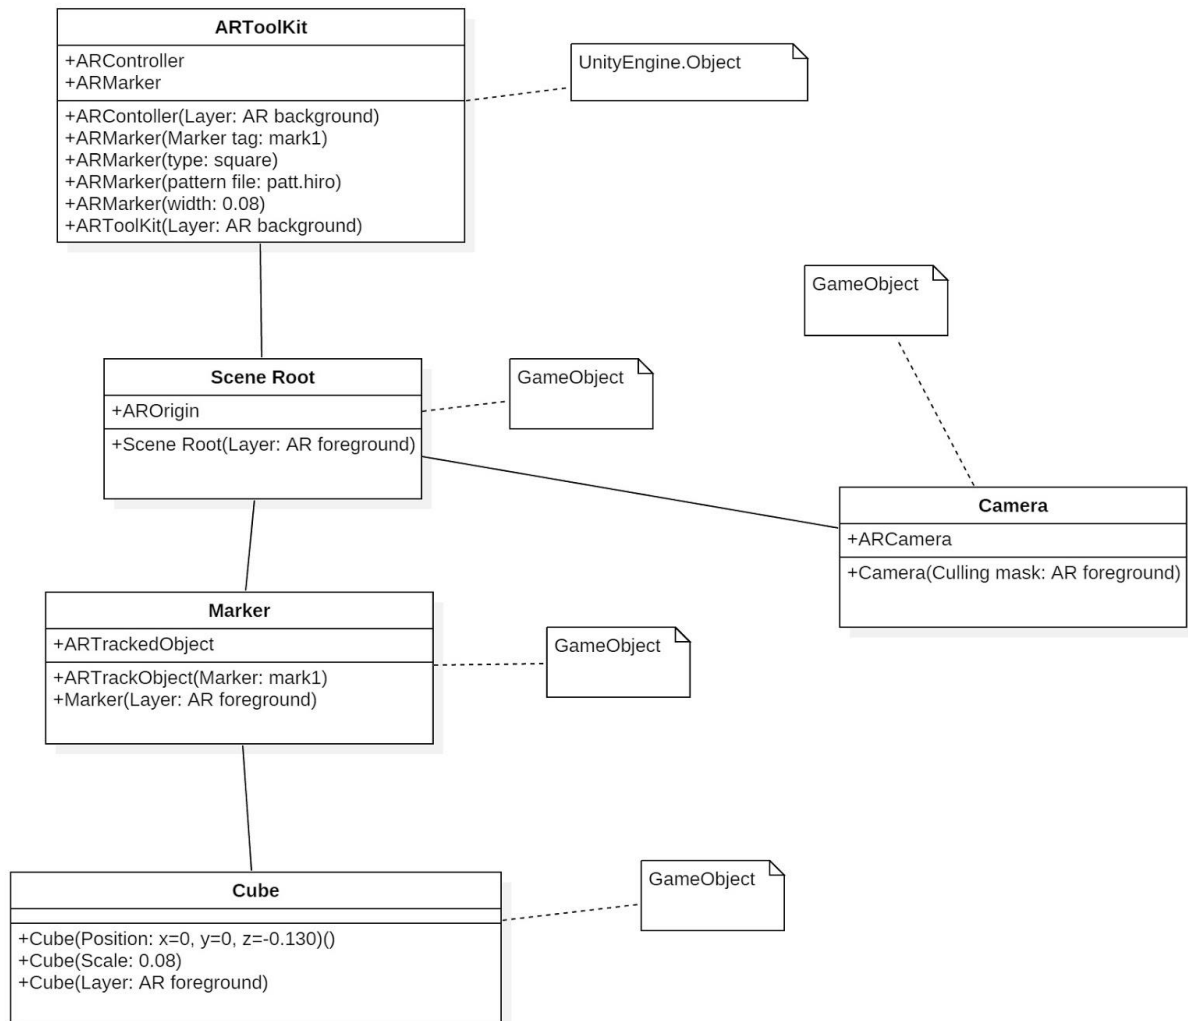 ARToolKit
+ARController
+ARMarker
+ARContoller(Layer: AR background)
+ARMarker(Marker tag: mark1)
+ARMarker(type: square)
+ARMarker(pattern file: patt.hiro)
+ARMarker(width: 0.08)
+ARToolKit(Layer: AR background)
UnityEngine.Object
GameObject
Scene Root
+AROrigin
+Scene Root(Layer: AR foreground)
GameObject
Camera
+ARCamera
+Camera(Culling mask: AR foreground)
Marker
+ARTrackedObject
+ARTrackObject(Marker: mark1)
+Marker(Layer: AR foreground)
GameObject
Cube
+Cube(Position: x=0, y=0, z=-0.130)()
+Cube(Scale: 0.08)
+Cube(Layer: AR foreground)
GameObject